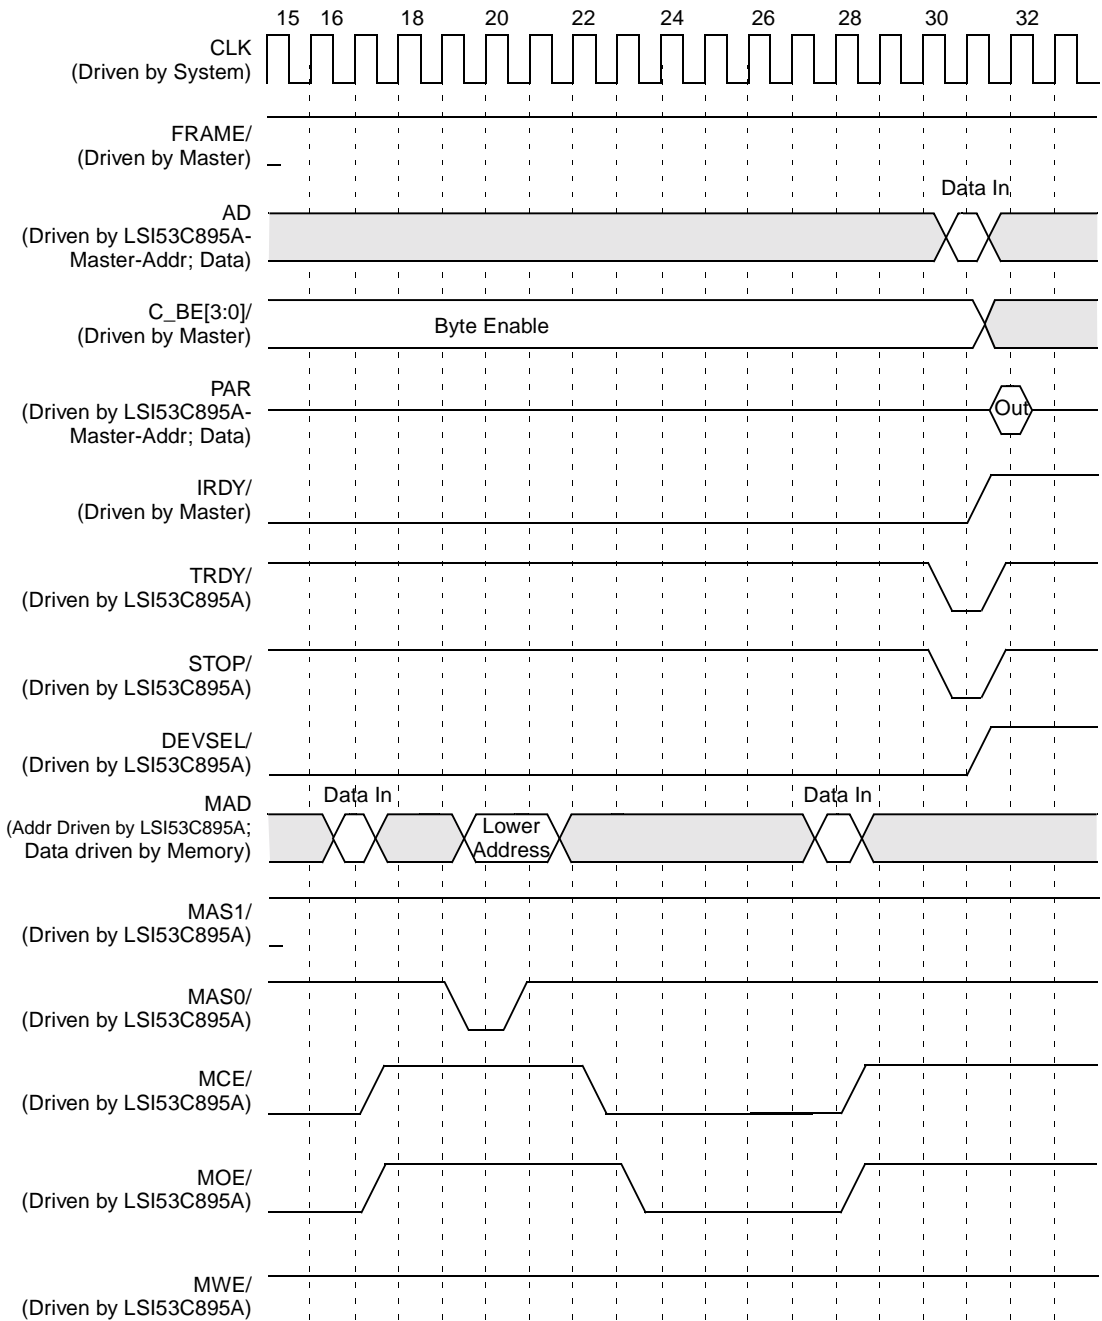 15 16 18 20 22 24 26 28 30 32
CLK
(Driven by System)
FRAME/
(Driven by Master)
Data In
AD
(Driven by LSI53C895A-
Master-Addr; Data)
C_BE[3:0]/
(Driven by Master)
Byte Enable
PAR
(Driven by LSI53C895A-
Master-Addr; Data)
Out
IRDY/
(Driven by Master)
TRDY/
(Driven by LSI53C895A)
STOP/
(Driven by LSI53C895A)
DEVSEL/
(Driven by LSI53C895A)
Data In Data In
MAD
(Addr Driven by LSI53C895A;
Data driven by Memory)
Lower
Address
MAS1/
(Driven by LSI53C895A)
MAS0/
(Driven by LSI53C895A)
MCE/
(Driven by LSI53C895A)
MOE/
(Driven by LSI53C895A)
MWE/
(Driven by LSI53C895A)